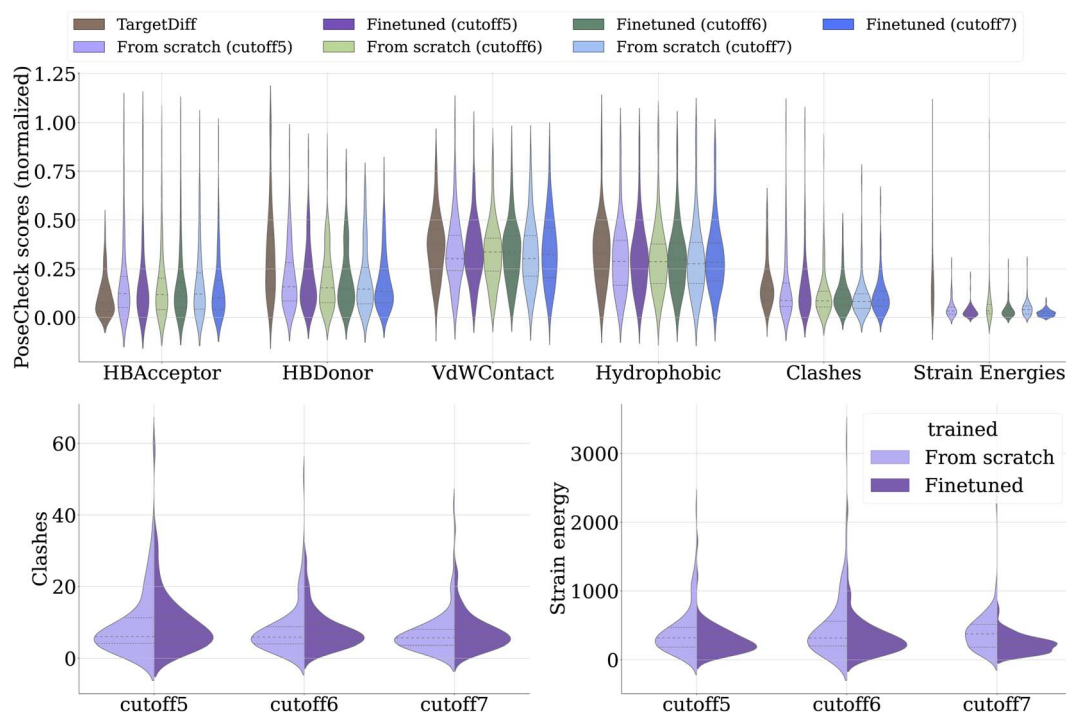 TargetDiff Finetuned (cutoff5) Finetuned (cutoff6) Finetuned (cutoff7)
From scratch (cutoff5) From scratch (cutoff6) From scratch (cutoff7)
PoseCheck scores (normalized)
1.25
1.00
0.75
0.50
0.25
0.00
HBAcceptor HBDonor VdWContact Hydrophobic Clashes Strain Energies
Clashes
60
40
20
0
cutoff5 cutoff6 cutoff7
Strain energy
3000
2000
1000
0
trained
From scratch
Finetuned
cutoff5 cutoff6 cutoff7